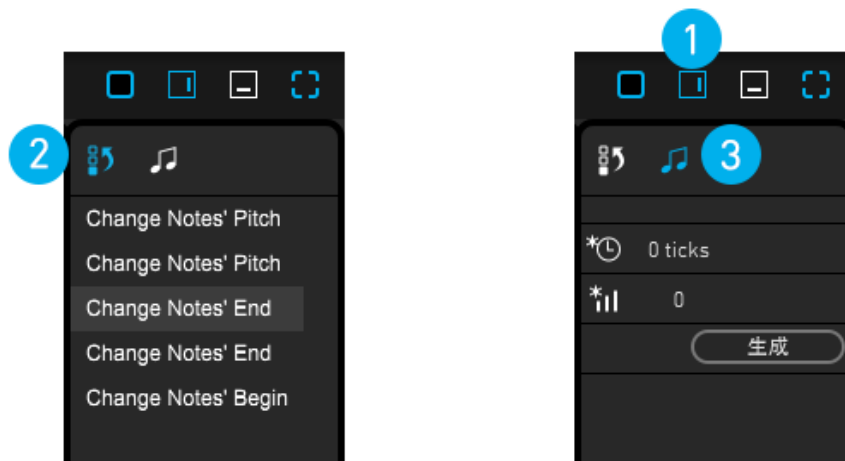 1
2
3
Change Notes' Pitch
Change Notes' Pitch
Change Notes' End
Change Notes' End
Change Notes' Begin
0 ticks
0
生成